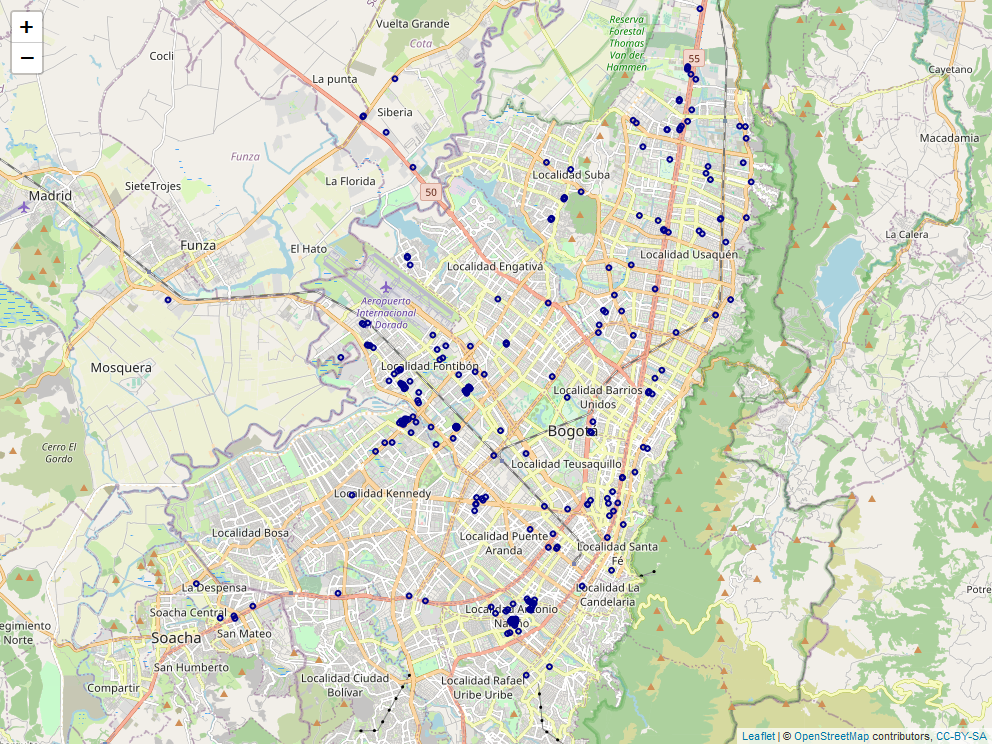 +
−
Vuelta Grande
Cota
Cocli
La punta
Siberia
Reserva
Forestal
Thomas
Van der
Hammen
55
Cayetano
Macadamia
Funza
La Florida
50
Localidad Suba
Madrid
SieteTrojes
Funza
El Hato
La Calera
Localidad Usaquén
Localidad Engativá
Aeropuerto
Internacional
El Dorado
Mosquera
Localidad Fontibón
Localidad Barrios
Unidos
Bogotá
Cerro El
Gordo
Localidad Teusaquillo
Localidad Kennedy
Localidad Bosa
Localidad Puente
Aranda
Localidad Santa
Fé
La Despensa
Localidad La
Candelaria
Potre
Soacha Central
Localidad Antonio
Nariño
egimiento
Norte
Soacha
San Mateo
San Humberto
Compartir
Localidad Ciudad
Bolívar
Localidad Rafael
Uribe Uribe
Leaflet | © OpenStreetMap contributors, CC-BY-SA